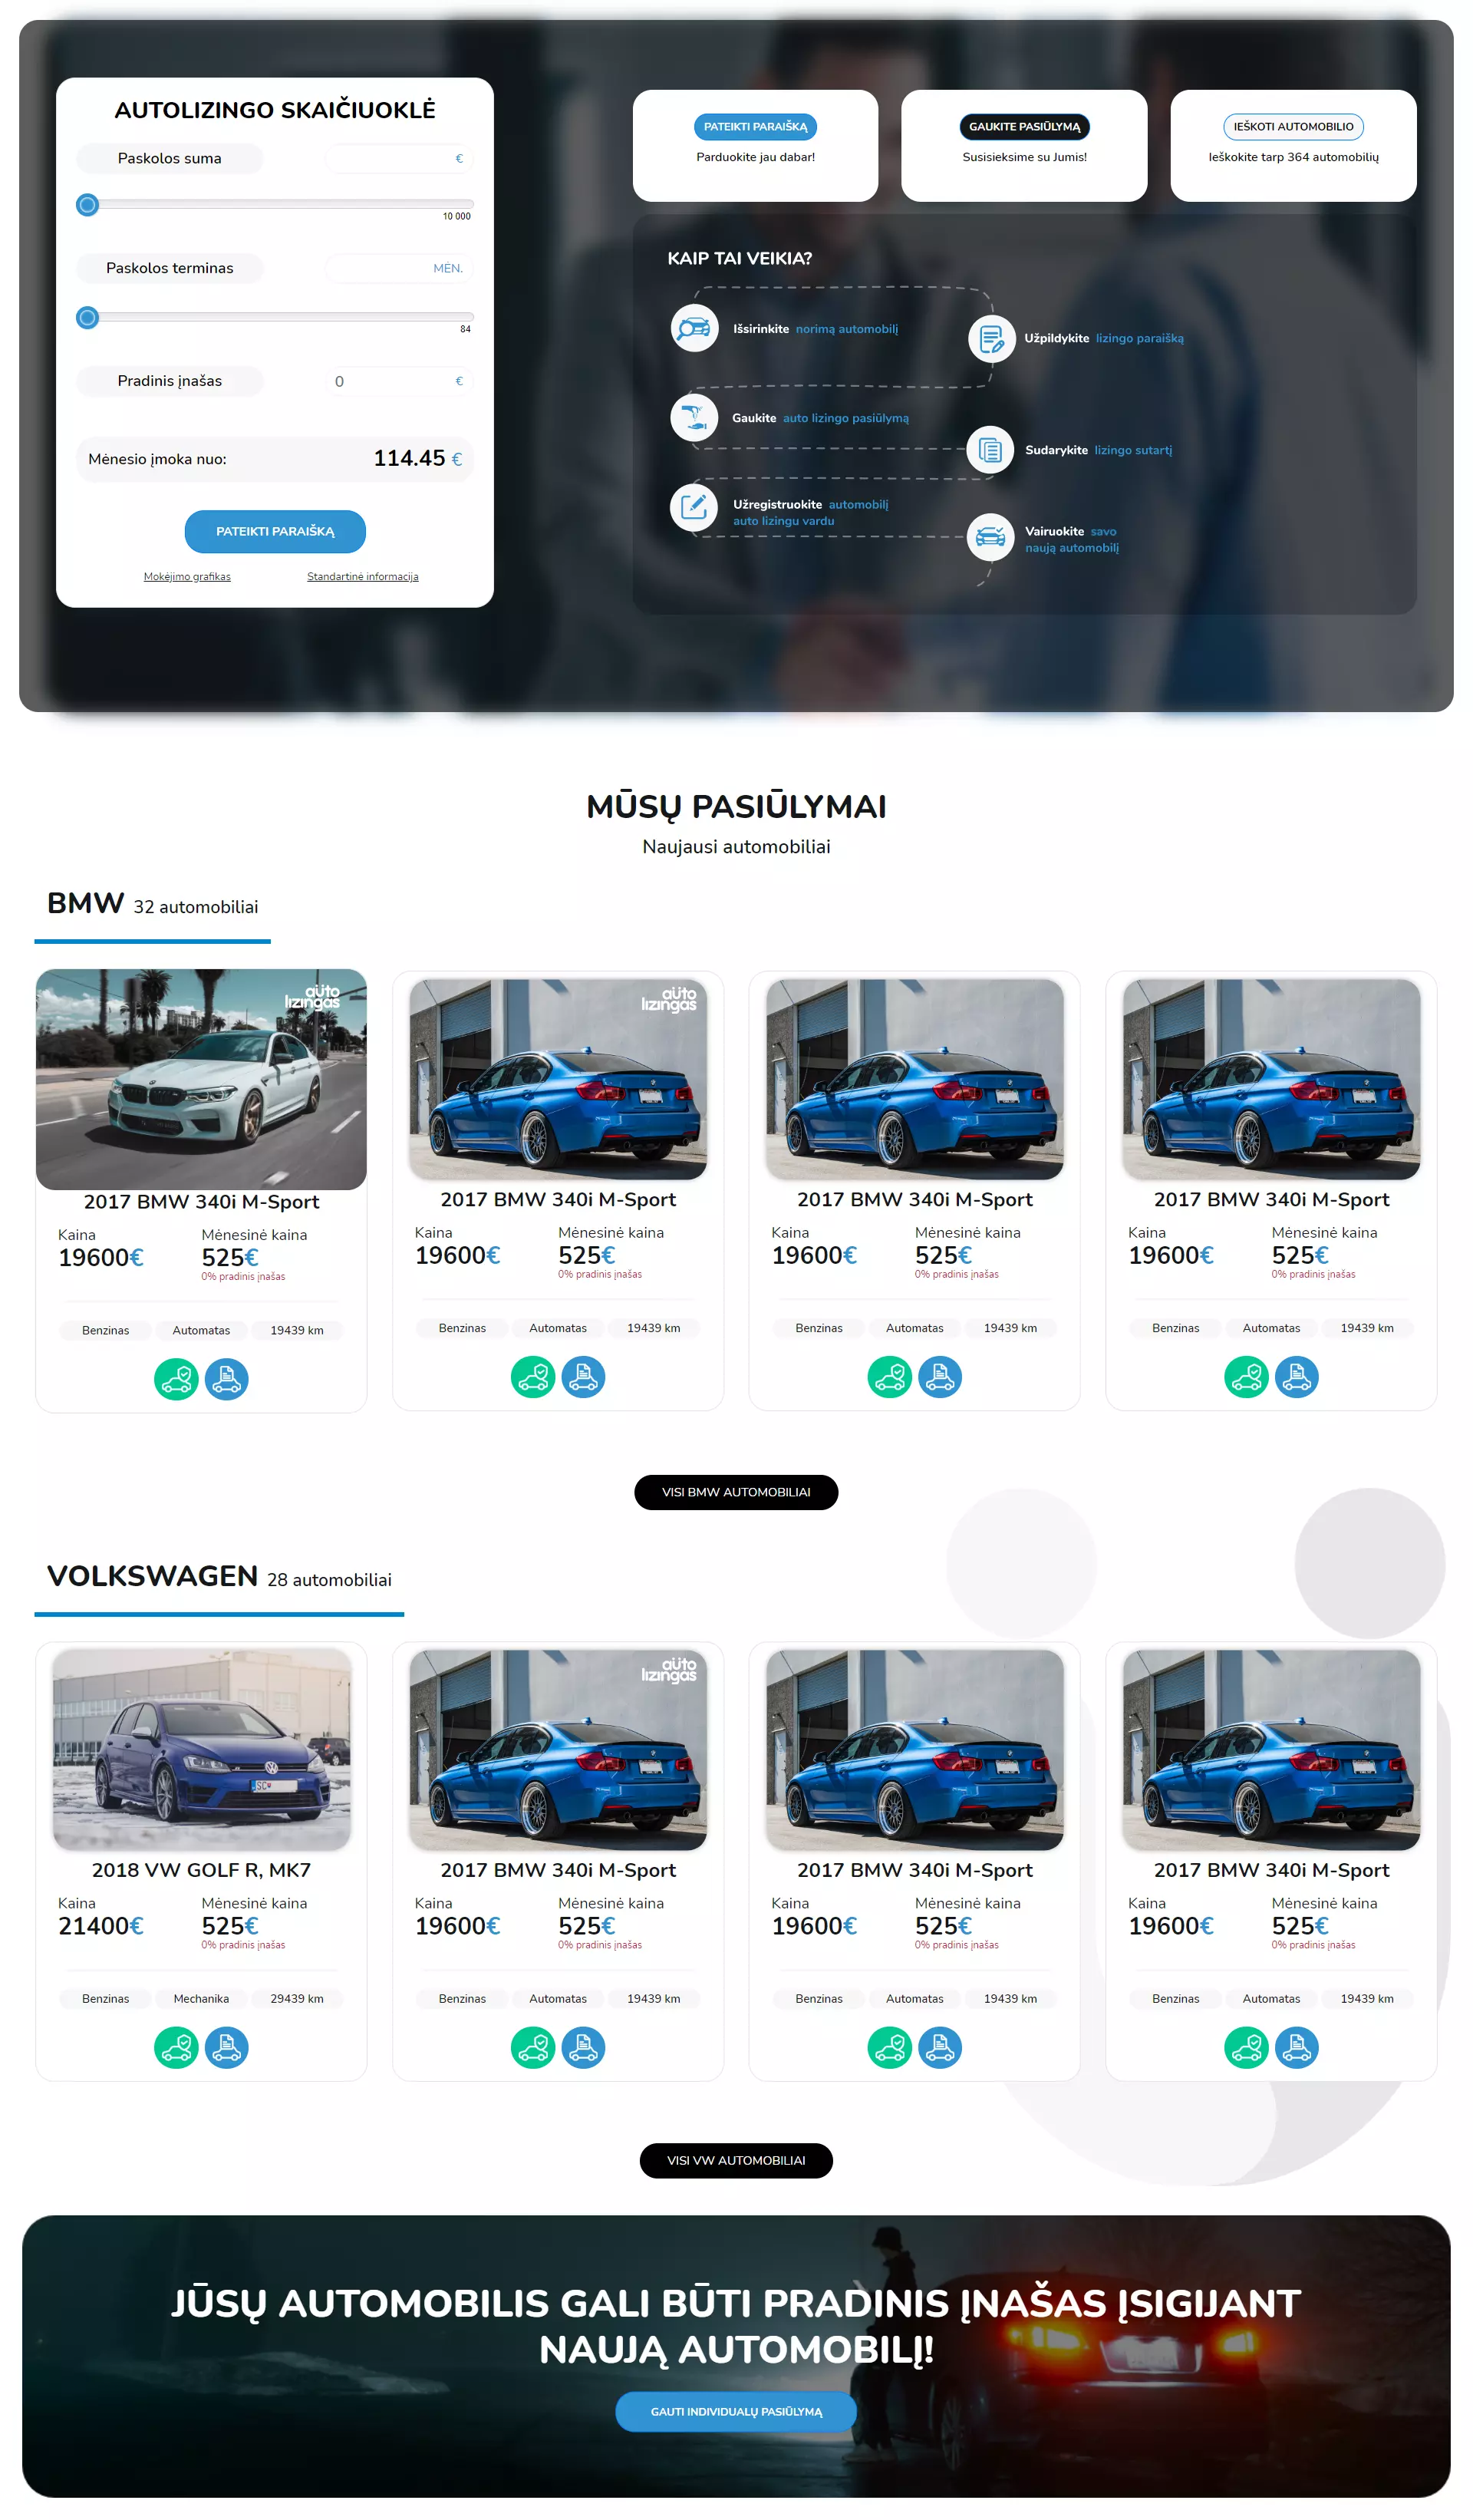 AUTOLIZINGO SKAIČIUOKLĖ
Paskolos suma
€
10 000
Paskolos terminas
MĖN.
84
Pradinis įnašas
0 €
Mėnesio įmoka nuo: 114.45 €
PATEIKTI PARAIŠKĄ
Mokėjimo grafikas
Standartinė informacija
PATEIKTI PARAIŠKĄ
Parduokite jau dabar!
GAUKITE PASIŪLYMĄ
Susisieksime su Jumis!
IEŠKOTI AUTOMOBILIO
Ieškokite tarp 364 automobilių
KAIP TAI VEIKIA?
Išsirinkite norimą automobilį
Užpildykite lizingo paraišką
Gaukite auto lizingo pasiūlymą
Sudarykite lizingo sutartį
Užregistruokite automobilį
auto lizingu vardu
Vairuokite savo
naują automobilį
MŪSŲ PASIŪLYMAI
Naujausi automobiliai
BMW 32 automobiliai
aüto
lizingas
2017 BMW 340i M-Sport
Kaina
19600€
Mėnesinė kaina
525€
0% pradinis įnašas
Benzinas
Automatas
19439 km
aüto
lizingas
2017 BMW 340i M-Sport
Kaina
19600€
Mėnesinė kaina
525€
0% pradinis įnašas
Benzinas
Automatas
19439 km
2017 BMW 340i M-Sport
Kaina
19600€
Mėnesinė kaina
525€
0% pradinis įnašas
Benzinas
Automatas
19439 km
2017 BMW 340i M-Sport
Kaina
19600€
Mėnesinė kaina
525€
0% pradinis įnašas
Benzinas
Automatas
19439 km
VISI BMW AUTOMOBILIAI
VOLKSWAGEN 28 automobiliai
2018 VW GOLF R, MK7
Kaina
21400€
Mėnesinė kaina
525€
0% pradinis įnašas
Benzinas
Mechanika
29439 km
aüto
lizingas
2017 BMW 340i M-Sport
Kaina
19600€
Mėnesinė kaina
525€
0% pradinis įnašas
Benzinas
Automatas
19439 km
2017 BMW 340i M-Sport
Kaina
19600€
Mėnesinė kaina
525€
0% pradinis įnašas
Benzinas
Automatas
19439 km
2017 BMW 340i M-Sport
Kaina
19600€
Mėnesinė kaina
525€
0% pradinis įnašas
Benzinas
Automatas
19439 km
VISI VW AUTOMOBILIAI
JŪSŲ AUTOMOBILIS GALI BŪTI PRADINIS ĮNAŠAS ĮSIGIJANT
NAUJĄ AUTOMOBILĮ!
GAUTI INDIVIDUALŲ PASIŪLYMĄ